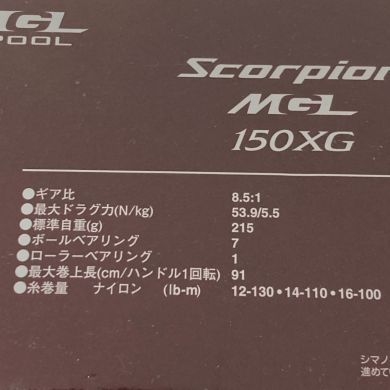 MGL
SPOOL
Scorpion
MGL
150XG
●ギア比 8.5:1
●最大ドラグ力(N/kg) 53.9/5.5
●標準自重(g) 215
●ボールベアリング 7
●ローラーベアリング 1
●最大巻上長(cm/ハンドル1回転) 91
●糸巻量 ナイロン (lb-m) 12-130・14-110・16-100
シマノ
進めて